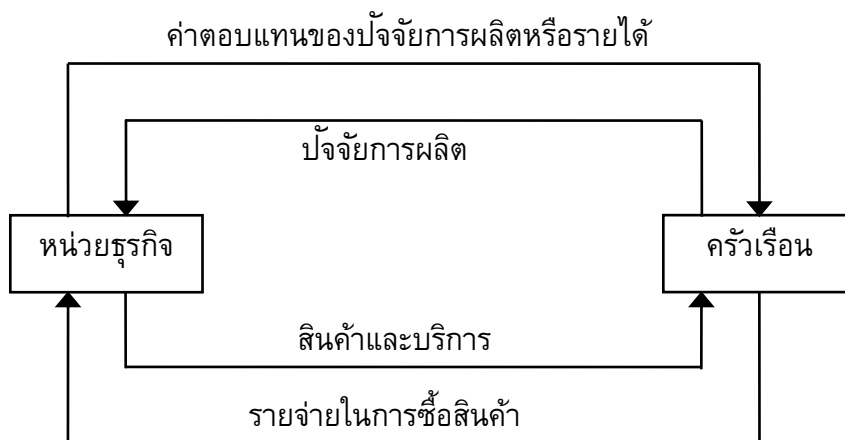 ค่าตอบแทนของปัจจัยการผลิตหรือรายได้
ปัจจัยการผลิต
หน่วยธุรกิจ
ครัวเรือน
สินค้าและบริการ
รายจ่ายในการซื้อสินค้า